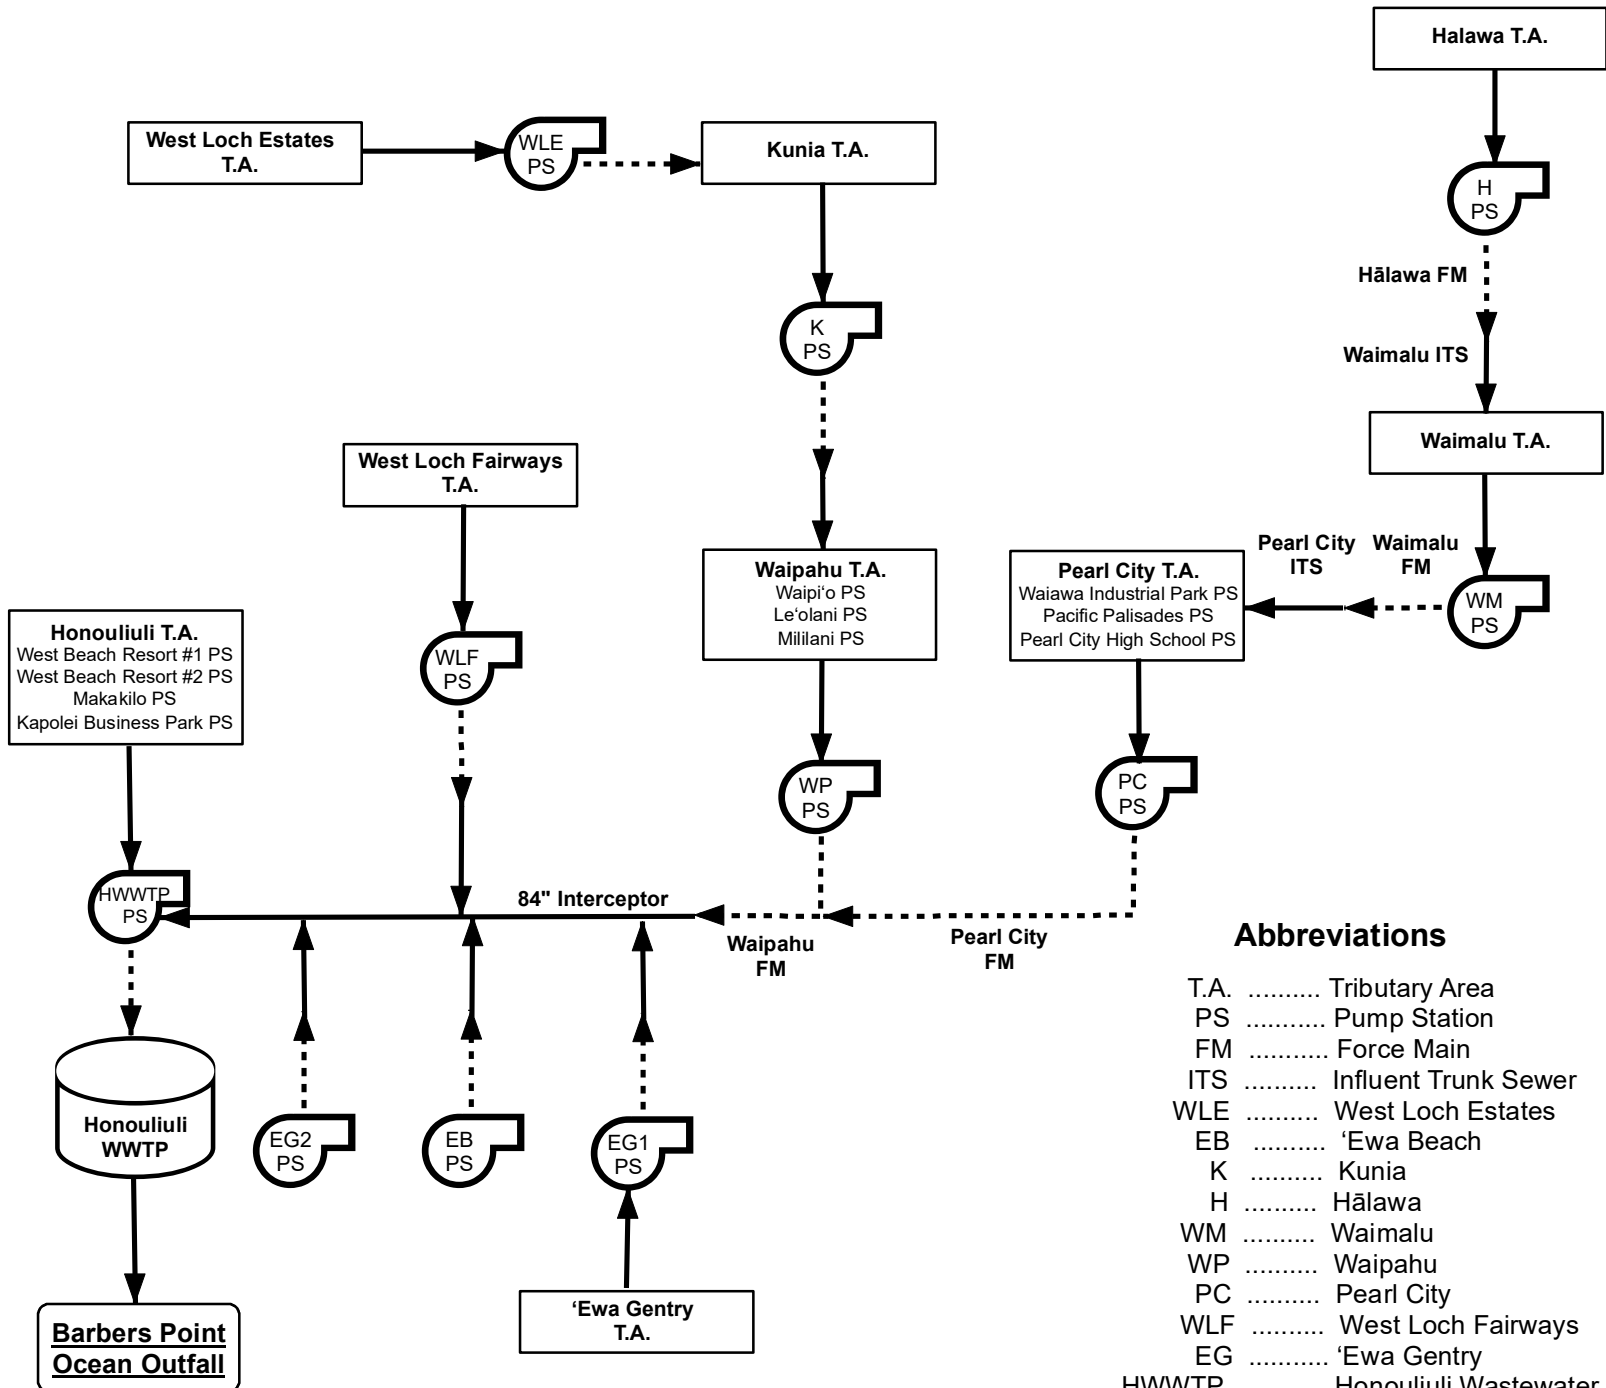 Halawa T.A.
West Loch Estates
T.A.
WLE
PS
Kunia T.A.
H
PS
Hālawa FM
K
PS
Waimalu ITS
Waimalu T.A.
West Loch Fairways
T.A.
Pearl City
ITS
Waimalu
FM
Waipahu T.A.
Waipi‘o PS
Le‘olani PS
Mililani PS
Pearl City T.A.
Waiawa Industrial Park PS
Pacific Palisades PS
Pearl City High School PS
WM
PS
Honouliuli T.A.
West Beach Resort #1 PS
West Beach Resort #2 PS
Makakilo PS
Kapolei Business Park PS
WLF
PS
WP
PS
PC
PS
HWWTP
PS
84" Interceptor
Waipahu
FM
Pearl City
FM
Honouliuli
WWTP
EG2
PS
EB
PS
EG1
PS
‘Ewa Gentry
T.A.
Barbers Point
Ocean Outfall
Abbreviations
T.A. .......... Tributary Area
PS ........... Pump Station
FM ........... Force Main
ITS .......... Influent Trunk Sewer
WLE .......... West Loch Estates
EB .......... ‘Ewa Beach
K .......... Kunia
H .......... Hālawa
WM .......... Waimalu
WP .......... Waipahu
PC .......... Pearl City
WLF .......... West Loch Fairways
EG ........... ‘Ewa Gentry
HWWTP Honouliuli Wastewater